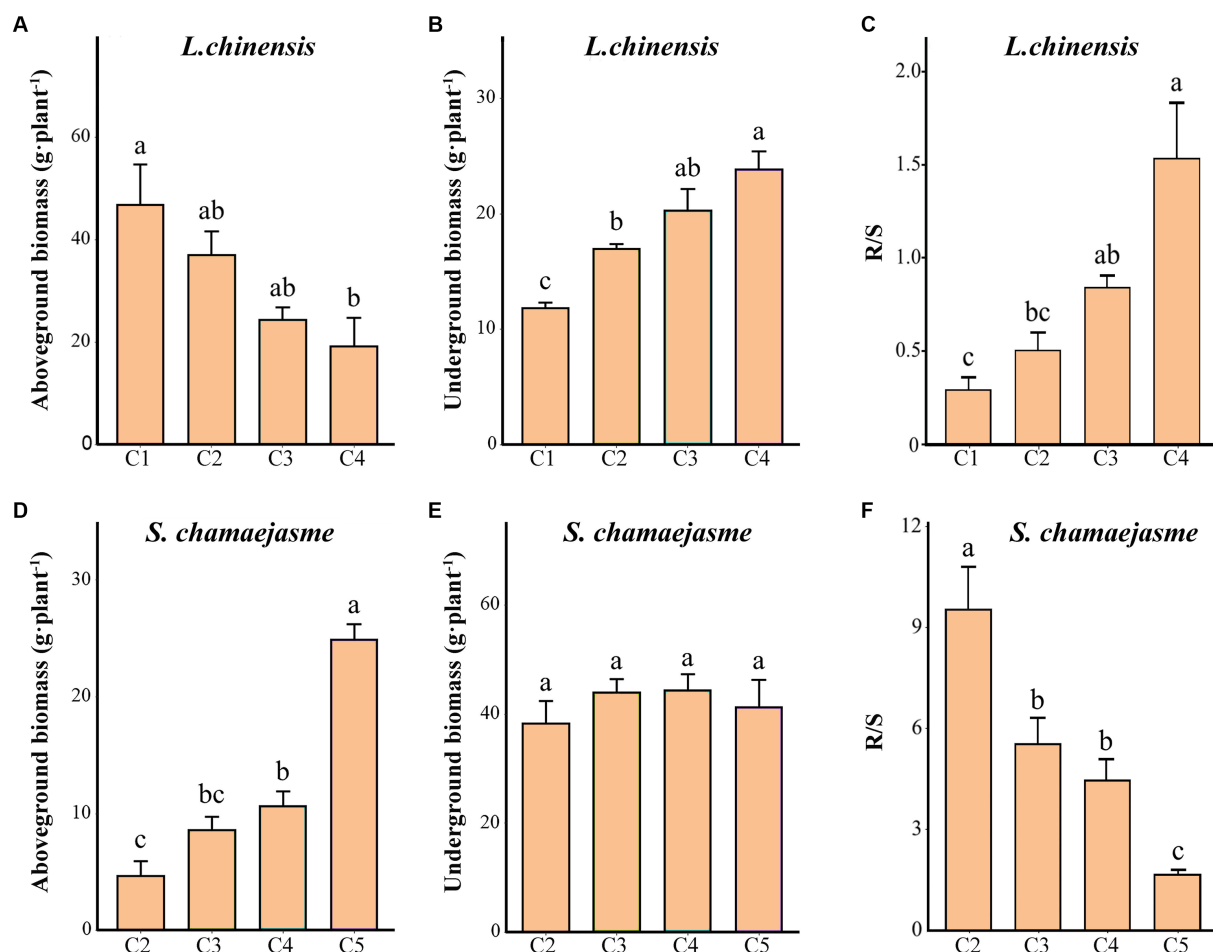 A
L.chinensis
Aboveground biomass (g·plant⁻¹)
60
40
20
0
a
ab
ab
b
C1 C2 C3 C4
B
L.chinensis
Underground biomass (g·plant⁻¹)
30
20
10
0
c
b
ab
a
C1 C2 C3 C4
C
L.chinensis
R/S
2.0
1.5
1.0
0.5
0
c
bc
ab
a
C1 C2 C3 C4
D
S. chamaejasme
Aboveground biomass (g·plant⁻¹)
30
20
10
0
c
bc
b
a
C2 C3 C4 C5
E
S. chamaejasme
Underground biomass (g·plant⁻¹)
60
40
20
0
a
a
a
a
C2 C3 C4 C5
F
S. chamaejasme
R/S
12
9
6
3
0
a
b
b
c
C2 C3 C4 C5